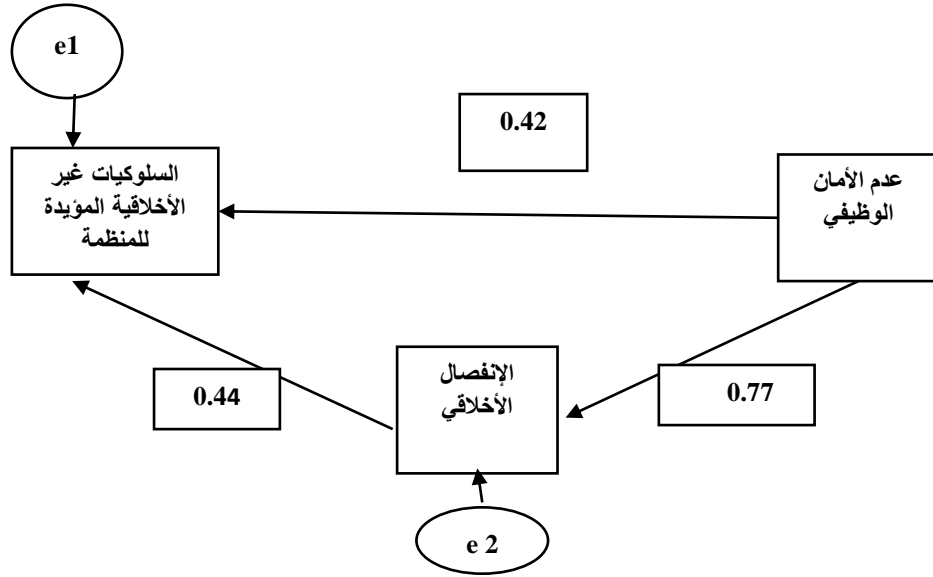 e1
0.42
السلوكيات غير
الأخلاقية المؤيدة
للمنظمة
عدم الأمان
الوظيفي
الإنفصال
الأخلاقي
0.44
0.77
e 2